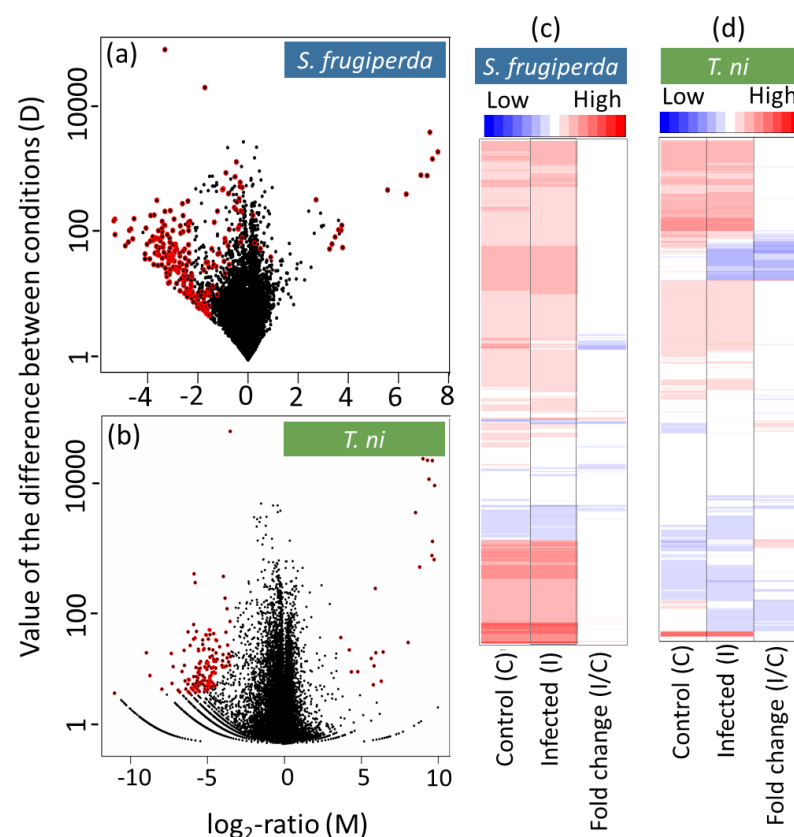 (a)
S. frugiperda
10000
100
1
-4
-2
0
2
4
6
8
(b)
T. ni
10000
100
1
-10
-5
0
5
10
log2-ratio (M)
Value of the difference between conditions (D)
(c)
S. frugiperda
Low
High
Control (C)
Infected (I)
Fold change (I/C)
(d)
T. ni
Low
High
Control (C)
Infected (I)
Fold change (I/C)